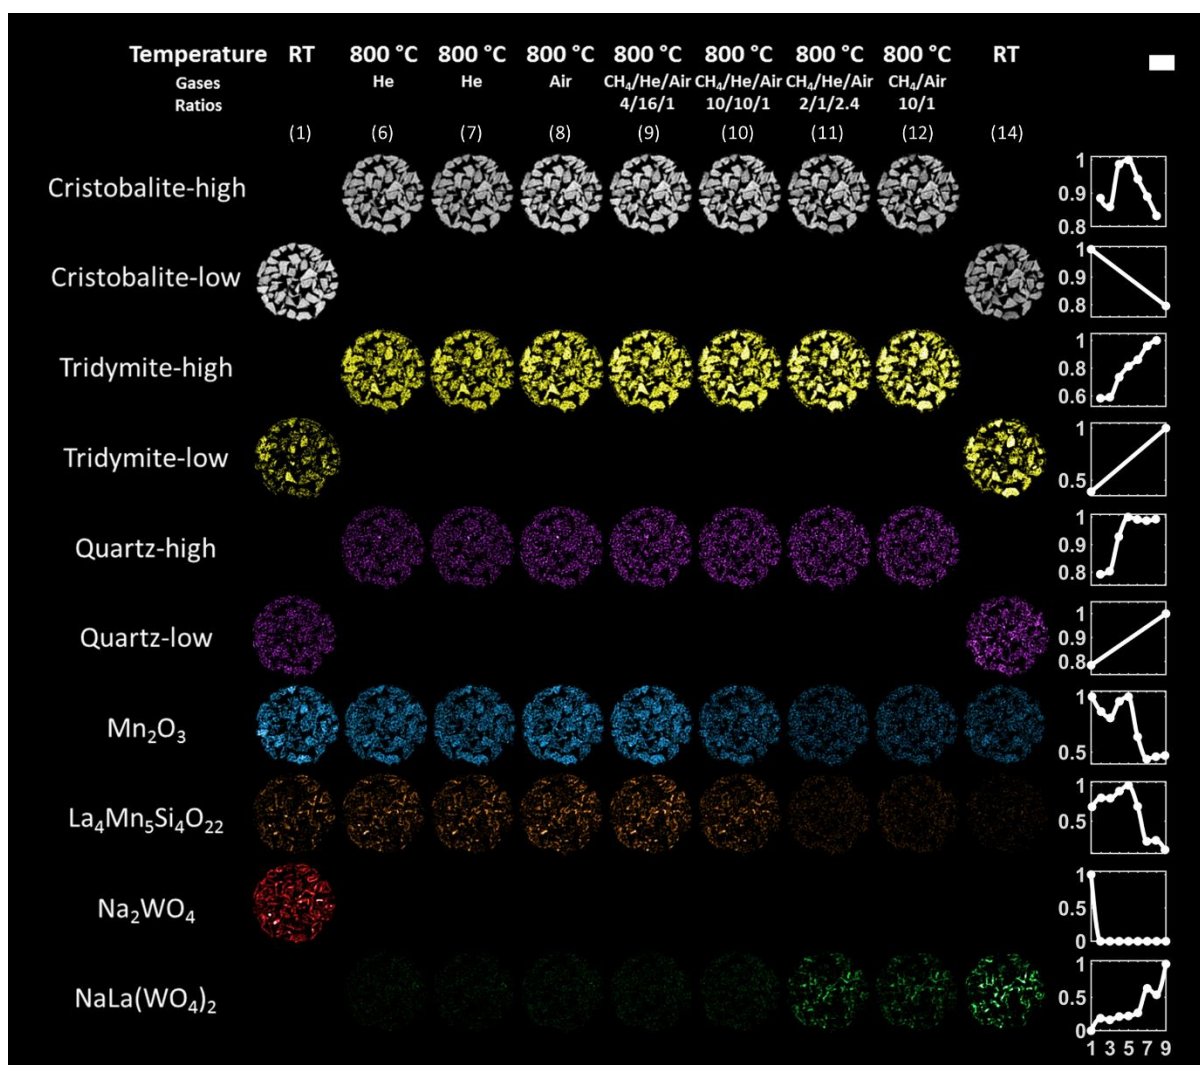 Temperature RT 800 °C 800 °C 800 °C 800 °C 800 °C 800 °C 800 °C RT
Gases He He Air CH₄/He/Air CH₄/He/Air CH₄/He/Air CH₄/Air
Ratios 4/16/1 10/10/1 2/1/2.4 10/1
(1) (6) (7) (8) (9) (10) (11) (12) (14)
Cristobalite-high 1 0.9 0.8
Cristobalite-low 1 0.9 0.8
Tridymite-high 1 0.8 0.6
Tridymite-low 1 0.5
Quartz-high 1 0.9 0.8
Quartz-low 1 0.9 0.8
Mn₂O₃ 1 0.5
La₄Mn₅Si₄O₂₂ 1 0.5
Na₂WO₄ 1 0.5 0
NaLa(WO₄)₂ 1 0.5 0
1 3 5 7 9